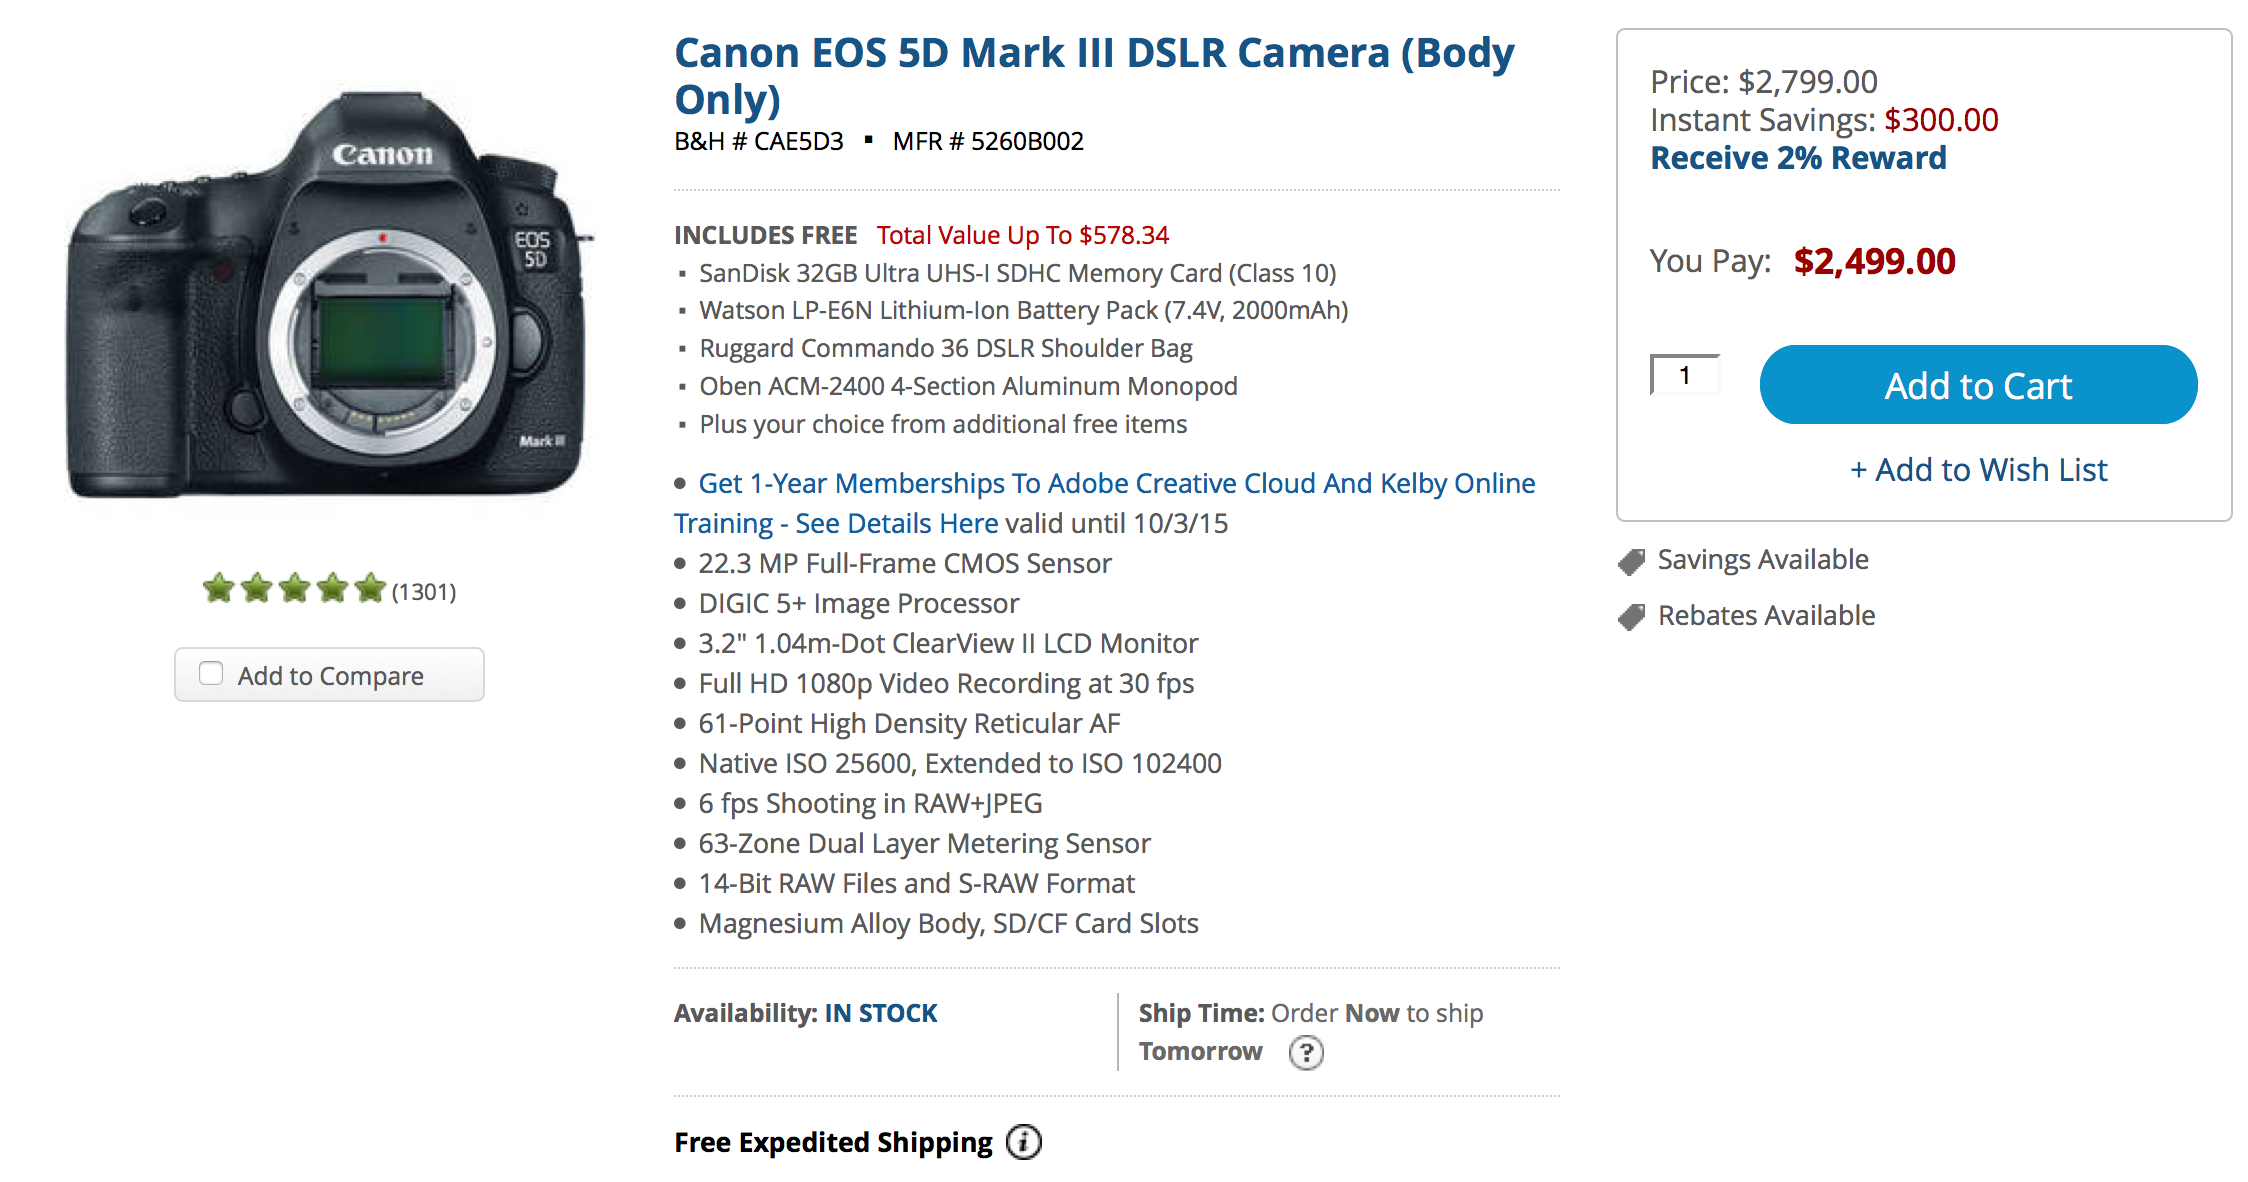 Canon
EOS
5D
Mark III
(1301)
Add to Compare
Canon EOS 5D Mark III DSLR Camera (Body
Only)
B&H # CAE5D3 ▪ MFR # 5260B002
INCLUDES FREE Total Value Up To $578.34
▪ SanDisk 32GB Ultra UHS-I SDHC Memory Card (Class 10)
▪ Watson LP-E6N Lithium-Ion Battery Pack (7.4V, 2000mAh)
▪ Ruggard Commando 36 DSLR Shoulder Bag
▪ Oben ACM-2400 4-Section Aluminum Monopod
▪ Plus your choice from additional free items
● Get 1-Year Memberships To Adobe Creative Cloud And Kelby Online
Training - See Details Here valid until 10/3/15
● 22.3 MP Full-Frame CMOS Sensor
● DIGIC 5+ Image Processor
● 3.2" 1.04m-Dot ClearView II LCD Monitor
● Full HD 1080p Video Recording at 30 fps
● 61-Point High Density Reticular AF
● Native ISO 25600, Extended to ISO 102400
● 6 fps Shooting in RAW+JPEG
● 63-Zone Dual Layer Metering Sensor
● 14-Bit RAW Files and S-RAW Format
● Magnesium Alloy Body, SD/CF Card Slots
Availability: IN STOCK
Ship Time: Order Now to ship
Tomorrow ?
Free Expedited Shipping i
Price: $2,799.00
Instant Savings: $300.00
Receive 2% Reward
You Pay: $2,499.00
1
Add to Cart
+ Add to Wish List
Savings Available
Rebates Available